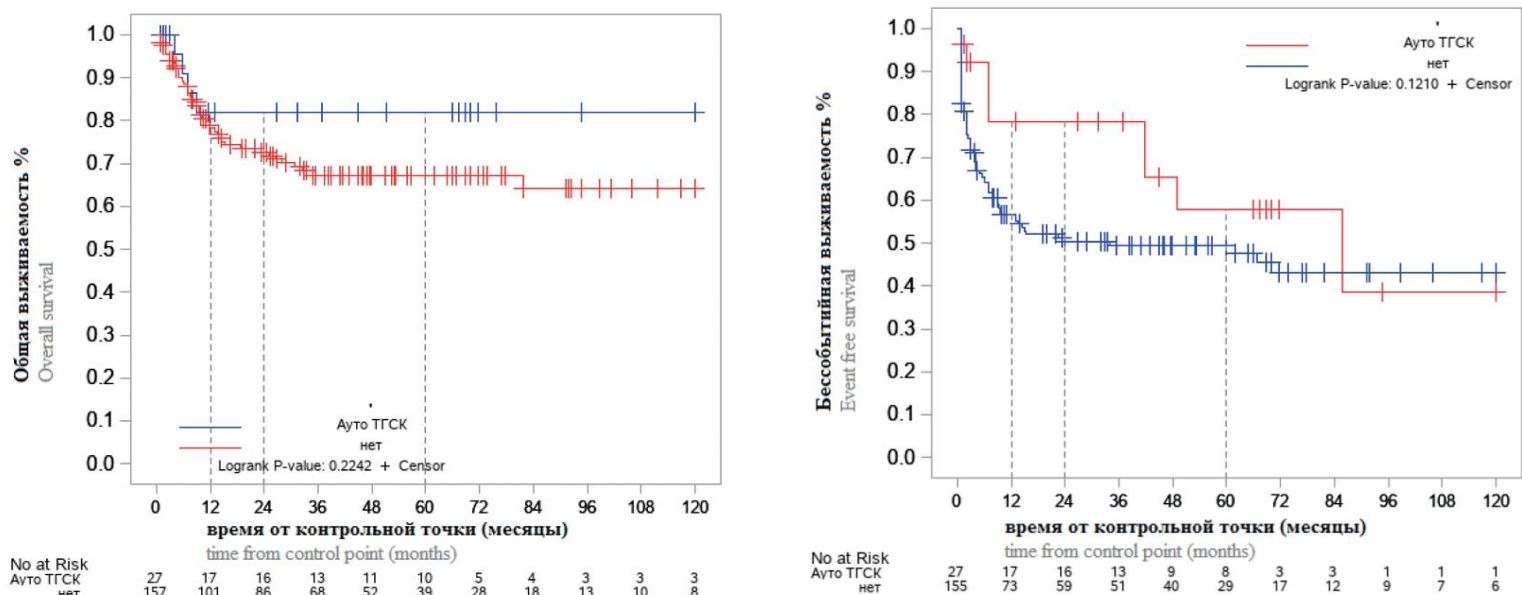 Общая выживаемость %
Overall survival
1.0
0.9
0.8
0.7
0.6
0.5
0.4
0.3
0.2
0.1
0.0
Ауто ТГСК
нет
Logrank P-value: 0.2242 + Censor
0 12 24 36 48 60 72 84 96 108 120
время от контрольной точки (месяцы)
time from control point (months)
No at Risk
Ауто ТГСК 27 17 16 13 11 10 5 4 3 3 3
нет 157 101 86 68 52 39 28 18 13 10 8
Бессобытийная выживаемость %
Event free survival
1.0
0.9
0.8
0.7
0.6
0.5
0.4
0.3
0.2
0.1
0.0
Ауто ТГСК
нет
Logrank P-value: 0.1210 + Censor
0 12 24 36 48 60 72 84 96 108 120
время от контрольной точки (месяцы)
time from control point (months)
No at Risk
Ауто ТГСК 27 17 16 13 9 8 3 3 1 1 1
нет 155 73 59 51 40 29 17 12 9 7 6